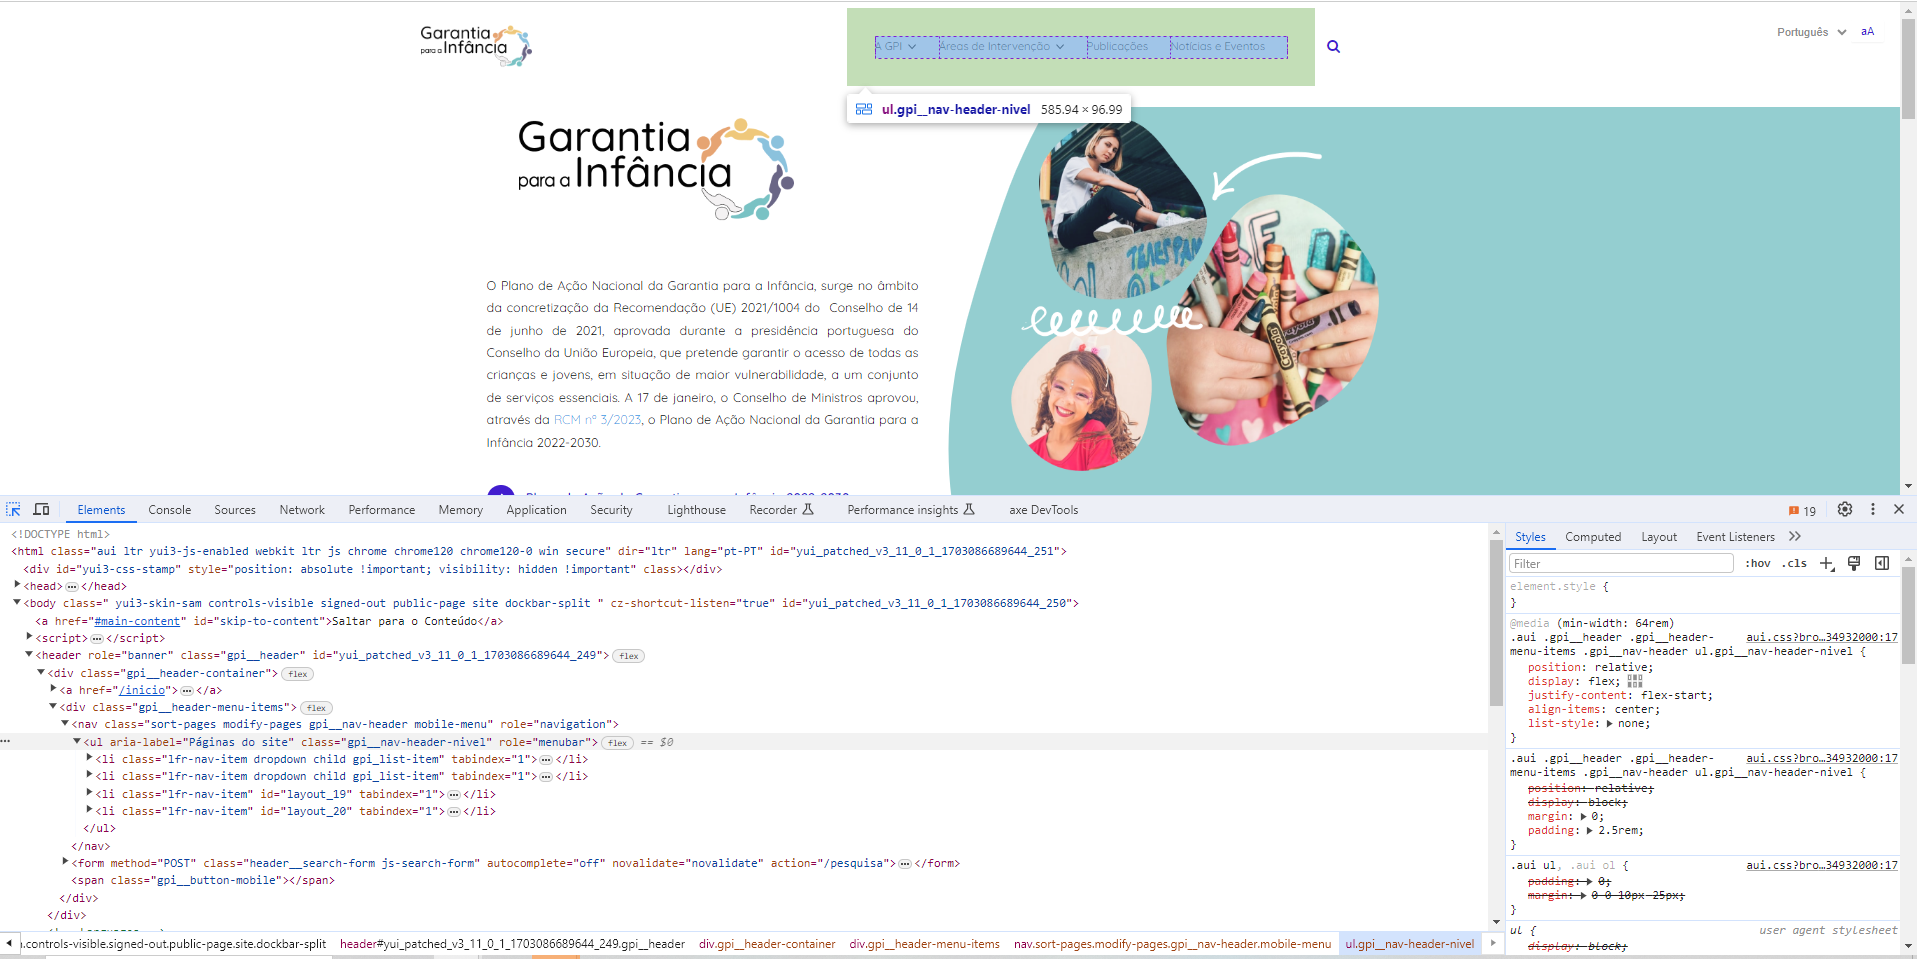 Garantia
para a Infância
A GPI
Áreas de Intervenção
Publicações
Notícias e Eventos
Português
aA
ul.gpi__nav-header-nivel 585.94 × 96.99
Garantia
para a Infância
O Plano de Ação Nacional da Garantia para a Infância, surge no âmbito
da concretização da Recomendação (UE) 2021/1004 do Conselho de 14
de junho de 2021, aprovada durante a presidência portuguesa do
Conselho da União Europeia, que pretende garantir o acesso de todas as
crianças e jovens, em situação de maior vulnerabilidade, a um conjunto
de serviços essenciais. A 17 de janeiro, o Conselho de Ministros aprovou,
através da RCM nº 3/2023, o Plano de Ação Nacional da Garantia para a
Infância 2022-2030.
Elements Console Sources Network Performance Memory Application Security Lighthouse Recorder Performance insights axe DevTools 19
<!DOCTYPE html>
<html class="aui ltr yui3-js-enabled webkit ltr js chrome chrome120 chrome120-0 win secure" dir="ltr" lang="pt-PT" id="yui_patched_v3_11_0_1_1703086689644_251">
<div id="yui3-css-stamp" style="position: absolute !important; visibility: hidden !important" class></div>
<head> … </head>
<body class=" yui3-skin-sam controls-visible signed-out public-page site dockbar-split " cz-shortcut-listen="true" id="yui_patched_v3_11_0_1_1703086689644_250">
<a href="#main-content" id="skip-to-content">Saltar para o Conteúdo</a>
<script> … </script>
<header role="banner" class="gpi__header" id="yui_patched_v3_11_0_1_1703086689644_249"> flex
<div class="gpi__header-container"> flex
<a href="/inicio"> … </a>
<div class="gpi__header-menu-items"> flex
<nav class="sort-pages modify-pages gpi__nav-header mobile-menu" role="navigation">
<ul aria-label="Páginas do site" class="gpi__nav-header-nivel" role="menubar"> flex == $0
<li class="lfr-nav-item dropdown child gpi_list-item" tabindex="1"> … </li>
<li class="lfr-nav-item dropdown child gpi_list-item" tabindex="1"> … </li>
<li class="lfr-nav-item" id="layout_19" tabindex="1"> … </li>
<li class="lfr-nav-item" id="layout_20" tabindex="1"> … </li>
</ul>
</nav>
<form method="POST" class="header__search-form js-search-form" autocomplete="off" novalidate="novalidate" action="/pesquisa"> … </form>
<span class="gpi__button-mobile"></span>
</div>
</div>
.controls-visible.signed-out.public-page.site.dockbar-split header#yui_patched_v3_11_0_1_1703086689644_249.gpi__header div.gpi__header-container div.gpi__header-menu-items nav.sort-pages.modify-pages.gpi__nav-header.mobile-menu ul.gpi__nav-header-nivel
Styles Computed Layout Event Listeners
Filter :hov .cls
element.style {
}
@media (min-width: 64rem)
.aui .gpi__header .gpi__header- aui.css?bro…34932000:17
menu-items .gpi__nav-header ul.gpi__nav-header-nivel {
position: relative;
display: flex;
justify-content: flex-start;
align-items: center;
list-style: none;
}
.aui .gpi__header .gpi__header- aui.css?bro…34932000:17
menu-items .gpi__nav-header ul.gpi__nav-header-nivel {
position: relative;
display: block;
margin: 0;
padding: 2.5rem;
}
.aui ul, .aui ol { aui.css?bro…34932000:17
padding: 0;
margin: 0 0 10px 25px;
}
ul { user agent stylesheet
display: block;